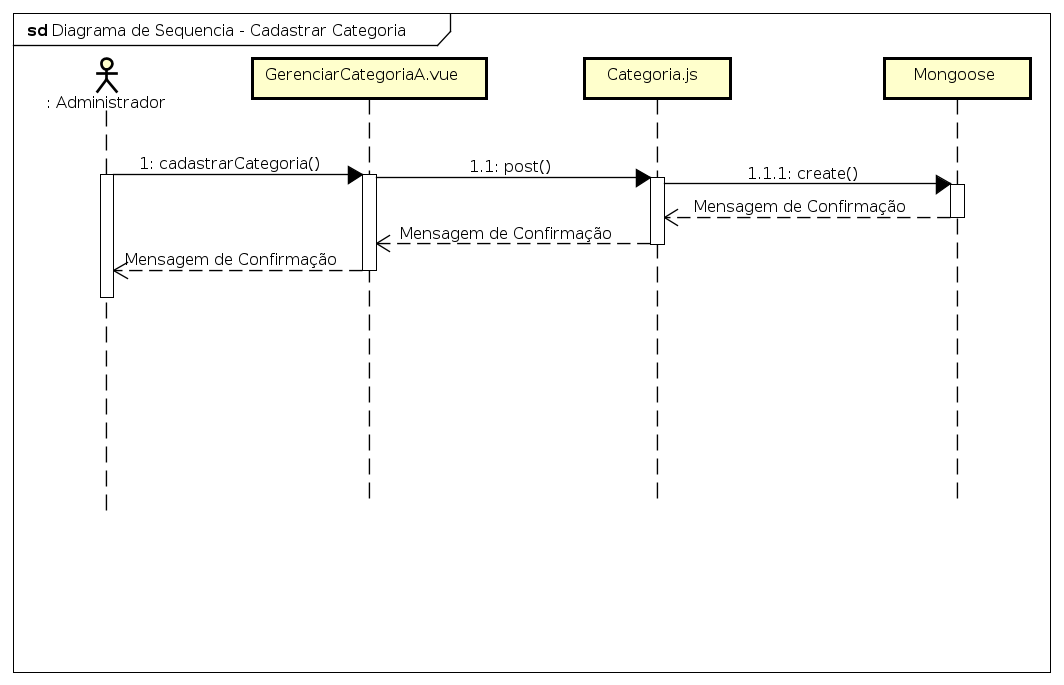 sd Diagrama de Sequencia - Cadastrar Categoria
: Administrador
GerenciarCategoriaA.vue
Categoria.js
Mongoose
1: cadastrarCategoria()
1.1: post()
1.1.1: create()
Mensagem de Confirmação
Mensagem de Confirmação
Mensagem de Confirmação